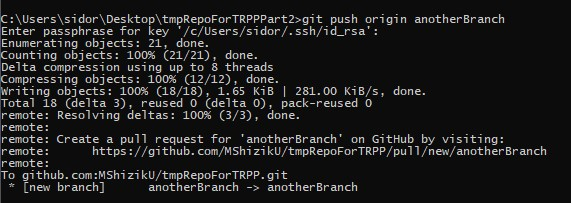 C:\Users\sidor\Desktop\tmpRepoForTRPPPart2>git push origin anotherBranch
Enter passphrase for key '/c/Users/sidor/.ssh/id_rsa':
Enumerating objects: 21, done.
Counting objects: 100% (21/21), done.
Delta compression using up to 8 threads
Compressing objects: 100% (12/12), done.
Writing objects: 100% (18/18), 1.65 KiB | 281.00 KiB/s, done.
Total 18 (delta 3), reused 0 (delta 0), pack-reused 0
remote: Resolving deltas: 100% (3/3), done.
remote:
remote: Create a pull request for 'anotherBranch' on GitHub by visiting:
remote:      https://github.com/MShizikU/tmpRepoForTRPP/pull/new/anotherBranch
remote:
To github.com:MShizikU/tmpRepoForTRPP.git
 * [new branch]      anotherBranch -> anotherBranch